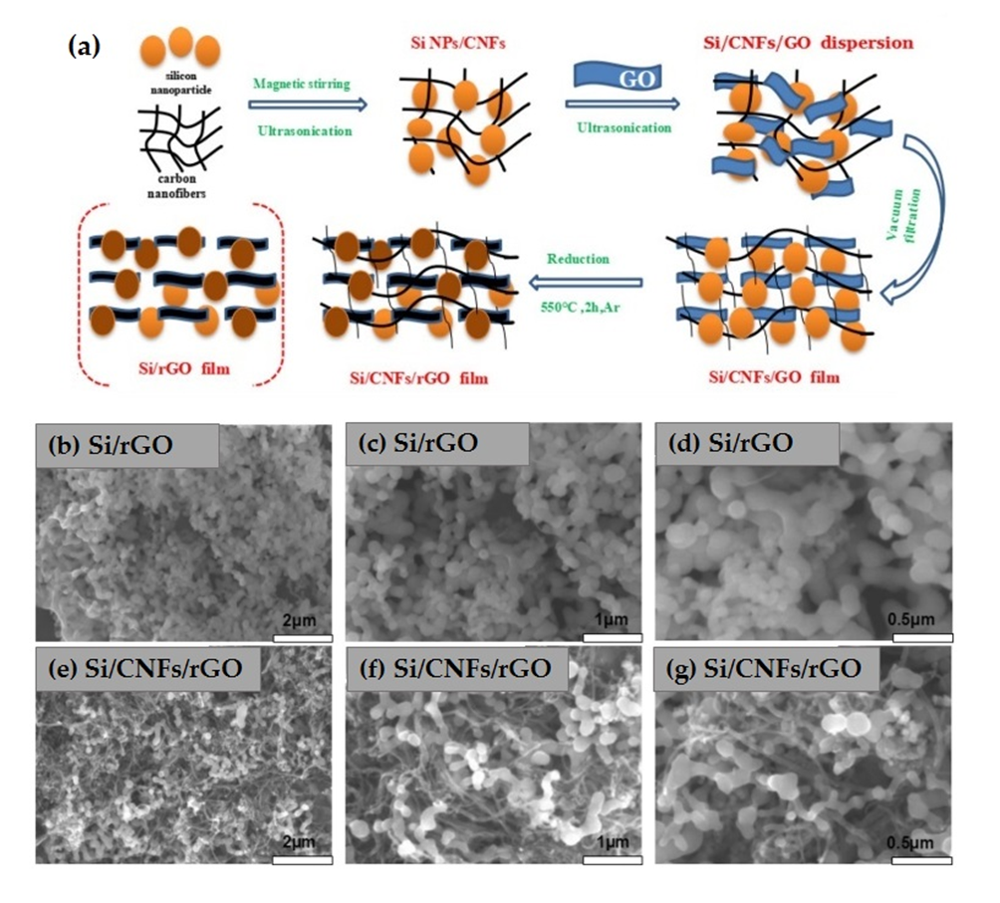 (a)
silicon
nanoparticle
carbon
nanofibers
Magnetic stirring
Ultrasonication
Si NPs/CNFs
GO
Ultrasonication
Si/CNFs/GO dispersion
Vacuum
filtration
Si/CNFs/GO film
Reduction
550°C ,2h,Ar
Si/CNFs/rGO film
Si/rGO film
(b) Si/rGO
2μm
(c) Si/rGO
1μm
(d) Si/rGO
0.5μm
(e) Si/CNFs/rGO
2μm
(f) Si/CNFs/rGO
1μm
(g) Si/CNFs/rGO
0.5μm